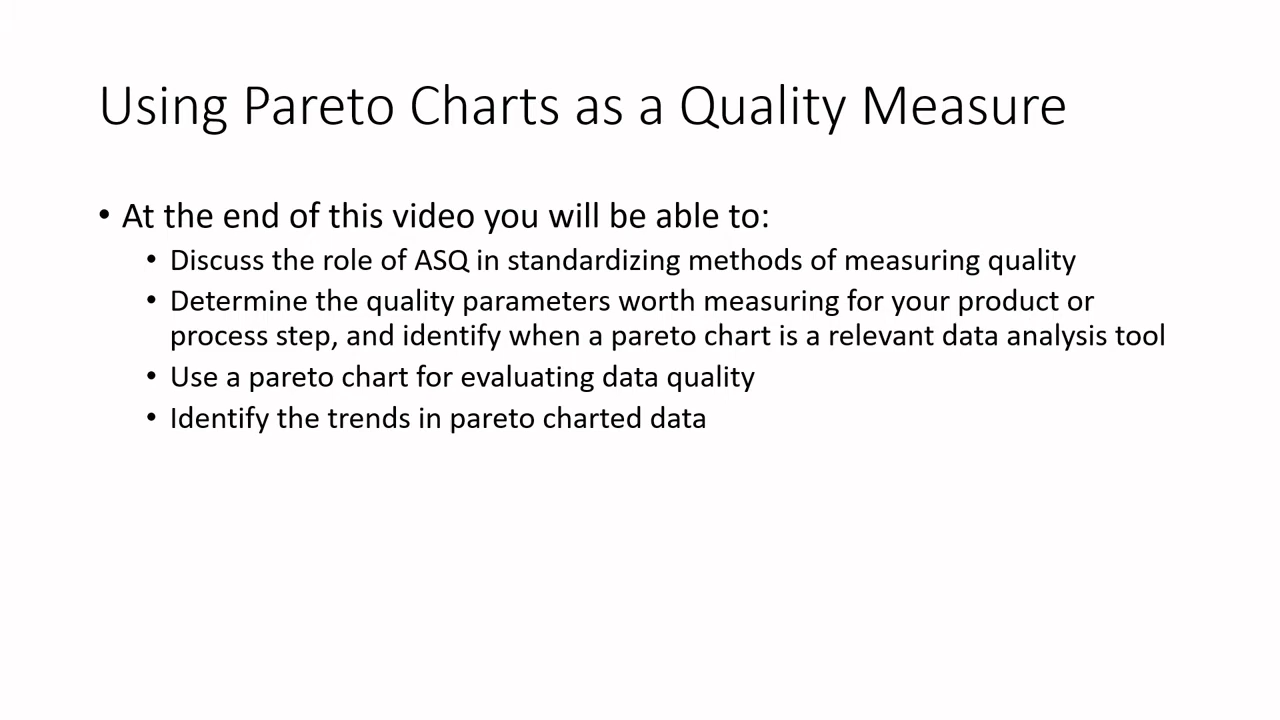 Using Pareto Charts as a Quality Measure
• At the end of this video you will be able to:
• Discuss the role of ASQ in standardizing methods of measuring quality
• Determine the quality parameters worth measuring for your product or
process step, and identify when a pareto chart is a relevant data analysis tool
• Use a pareto chart for evaluating data quality
• Identify the trends in pareto charted data